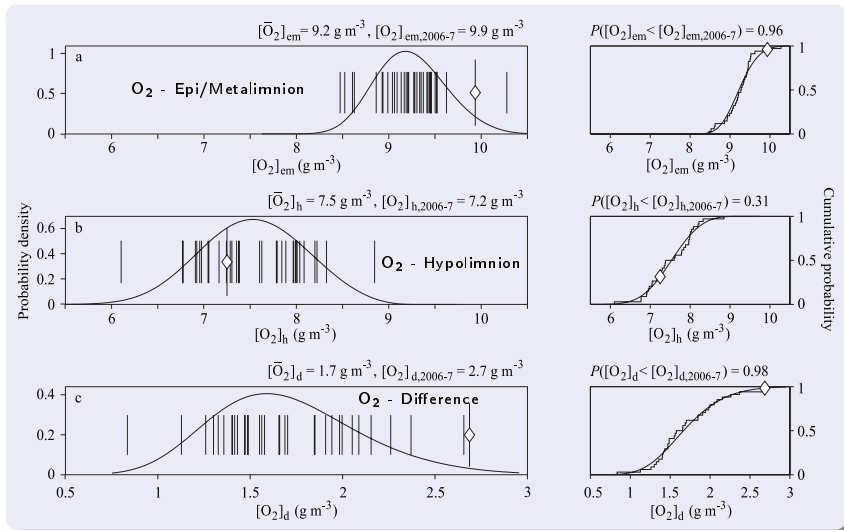 [O̅2]em = 9.2 g m-3, [O2]em,2006-7 = 9.9 g m-3
P([O2]em< [O2]em,2006-7) = 0.96
a
O2 - Epi/Metalimnion
1
0.5
0
6 7 8 9 10
[O2]em (g m-3)
1
0.5
0
6 7 8 9 10
[O2]em (g m-3)
[O̅2]h = 7.5 g m-3, [O2]h,2006-7 = 7.2 g m-3
P([O2]h< [O2]h,2006-7) = 0.31
b
O2 - Hypolimnion
0.6
0.4
0.2
0
6 7 8 9 10
[O2]h (g m-3)
1
0.5
0
6 7 8 9 10
[O2]h (g m-3)
Probability density
Cumulative probability
[O̅2]d = 1.7 g m-3, [O2]d,2006-7 = 2.7 g m-3
P([O2]d< [O2]d,2006-7) = 0.98
c
O2 - Difference
0.4
0.2
0
0.5 1 1.5 2 2.5 3
[O2]d (g m-3)
1
0.5
0
0.5 1 1.5 2 2.5 3
[O2]d (g m-3)